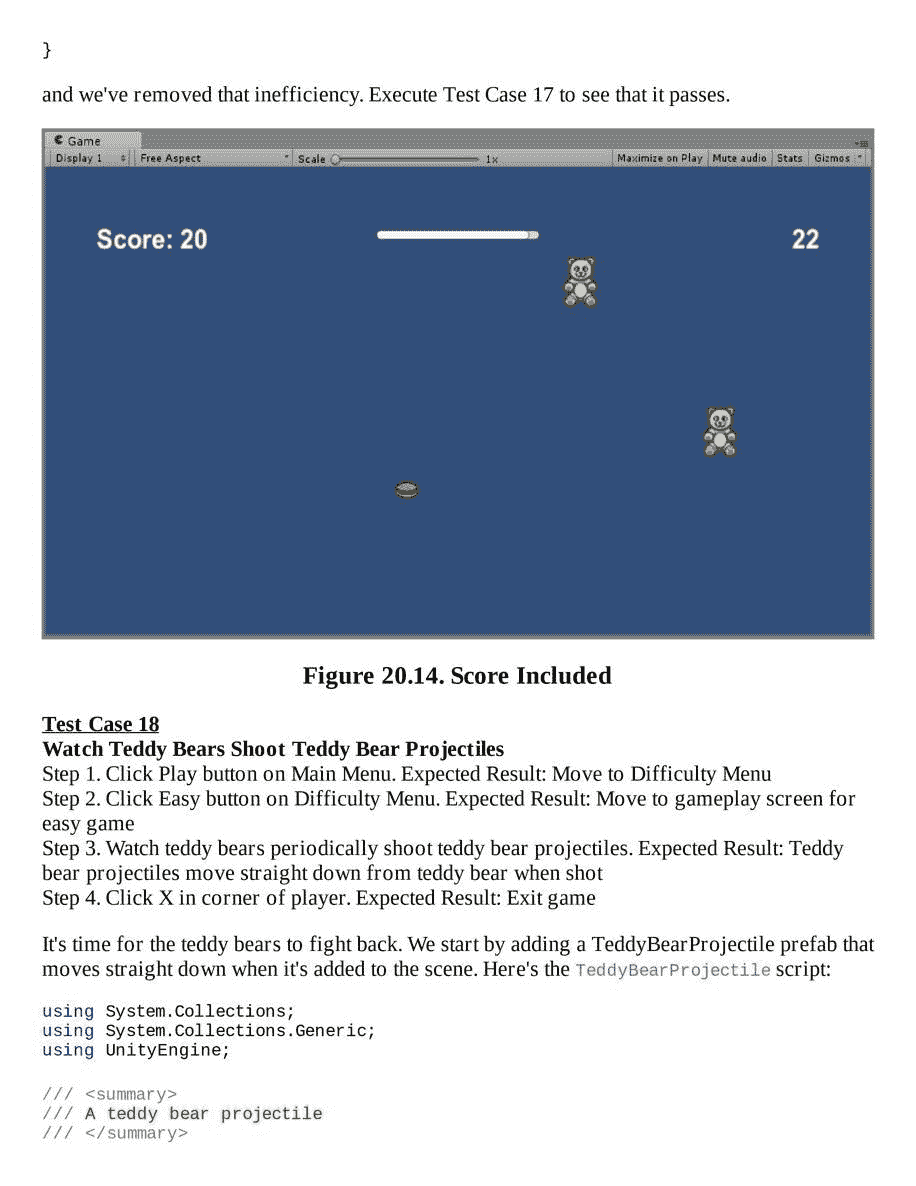 }
and we've removed that inefficiency. Execute Test Case 17 to see that it passes.
Game
Display 1 Free Aspect Scale 1x Maximize on Play Mute audio Stats Gizmos
Score: 20 22
Figure 20.14. Score Included
Test Case 18
Watch Teddy Bears Shoot Teddy Bear Projectiles
Step 1. Click Play button on Main Menu. Expected Result: Move to Difficulty Menu
Step 2. Click Easy button on Difficulty Menu. Expected Result: Move to gameplay screen for
easy game
Step 3. Watch teddy bears periodically shoot teddy bear projectiles. Expected Result: Teddy
bear projectiles move straight down from teddy bear when shot
Step 4. Click X in corner of player. Expected Result: Exit game
It's time for the teddy bears to fight back. We start by adding a TeddyBearProjectile prefab that
moves straight down when it's added to the scene. Here's the TeddyBearProjectile script:
using System.Collections;
using System.Collections.Generic;
using UnityEngine;
/// <summary>
/// A teddy bear projectile
/// </summary>